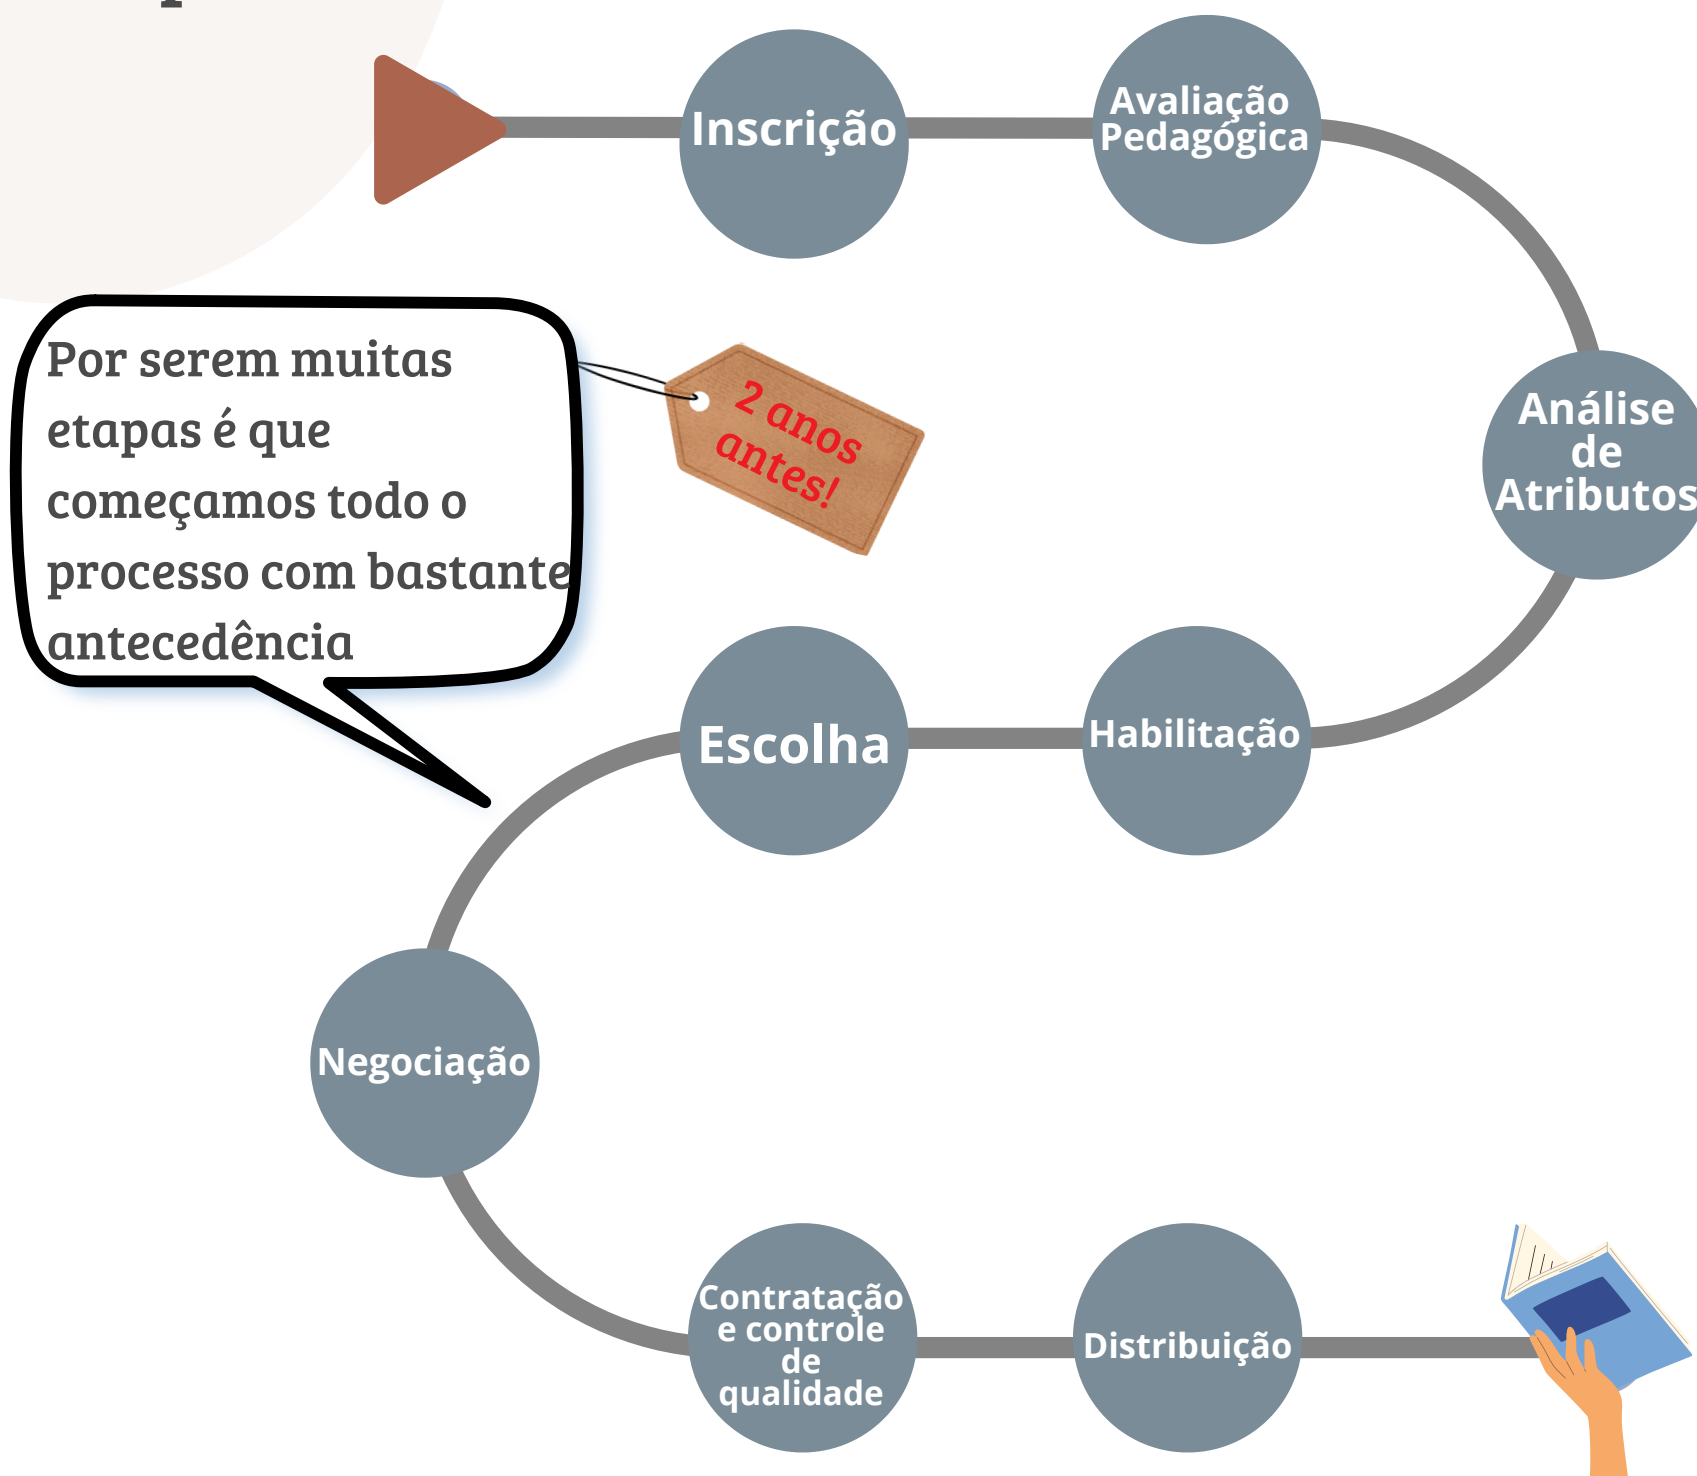 Inscrição
Avaliação
Pedagógica
Por serem muitas
etapas é que
começamos todo o
processo com bastante
antecedência
2 anos
antes!
Análise
de
Atributos
Escolha
Habilitação
Negociação
Contratação
e controle
de
qualidade
Distribuição